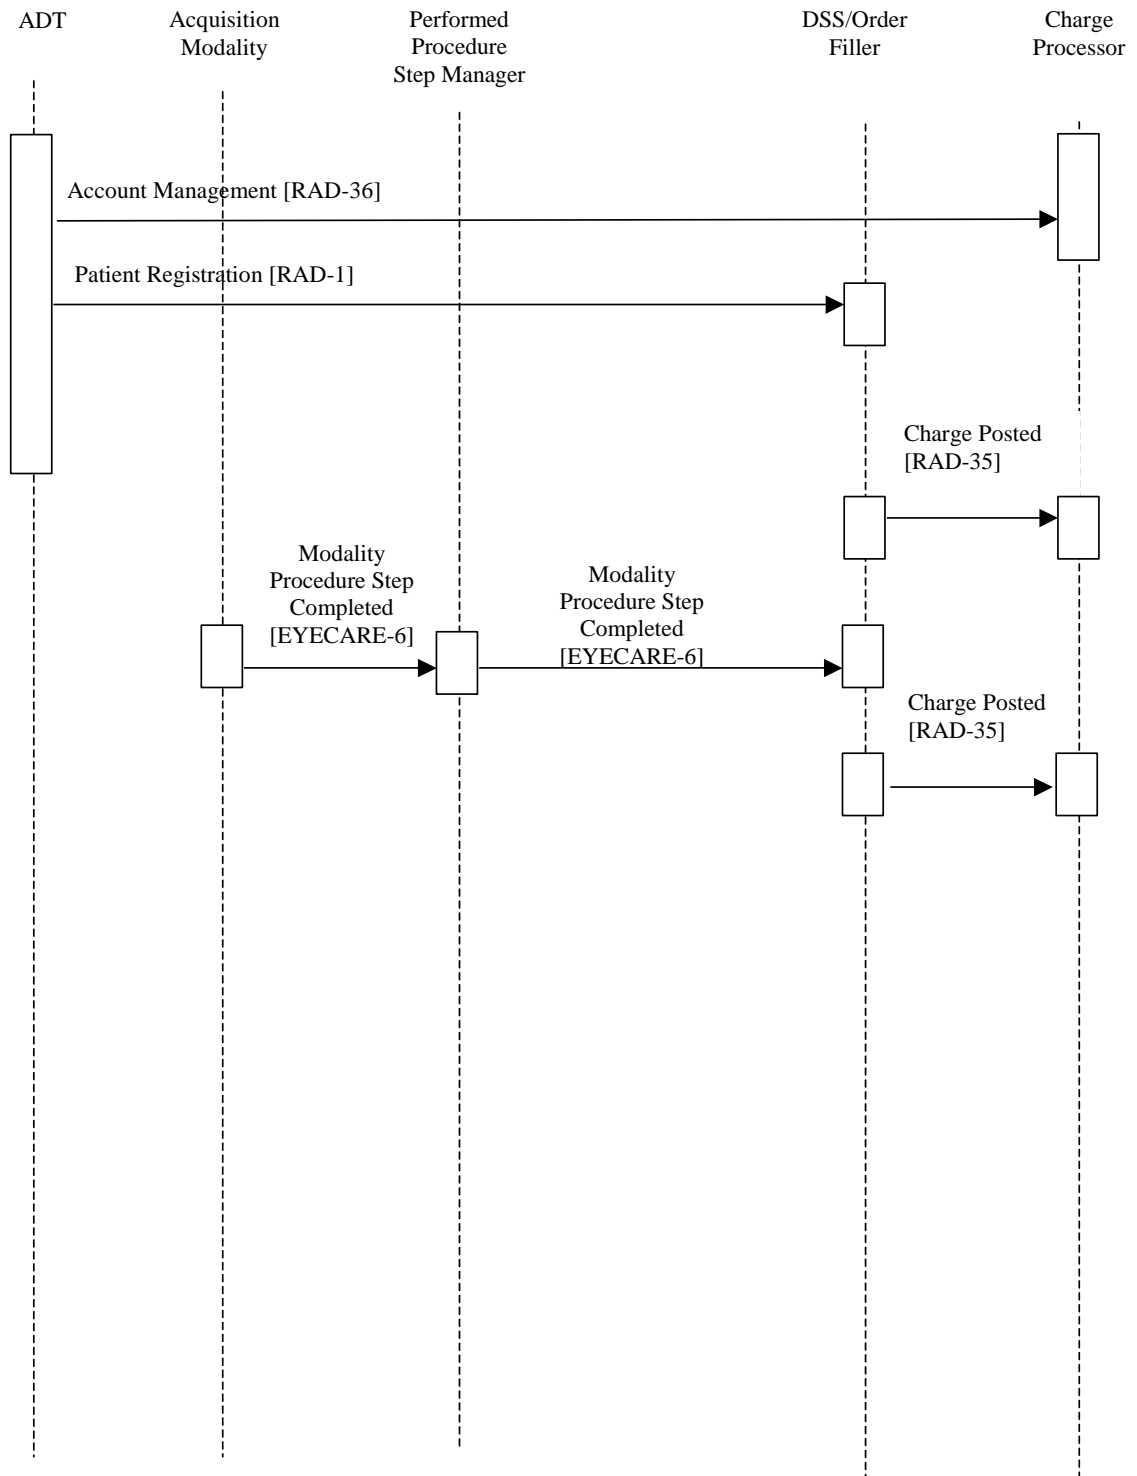 ADT
Acquisition
Modality
Performed
Procedure
Step Manager
DSS/Order
Filler
Charge
Processor
Account Management [RAD-36]
Patient Registration [RAD-1]
Charge Posted
[RAD-35]
Modality
Procedure Step
Completed
[EYECARE-6]
Modality
Procedure Step
Completed
[EYECARE-6]
Charge Posted
[RAD-35]